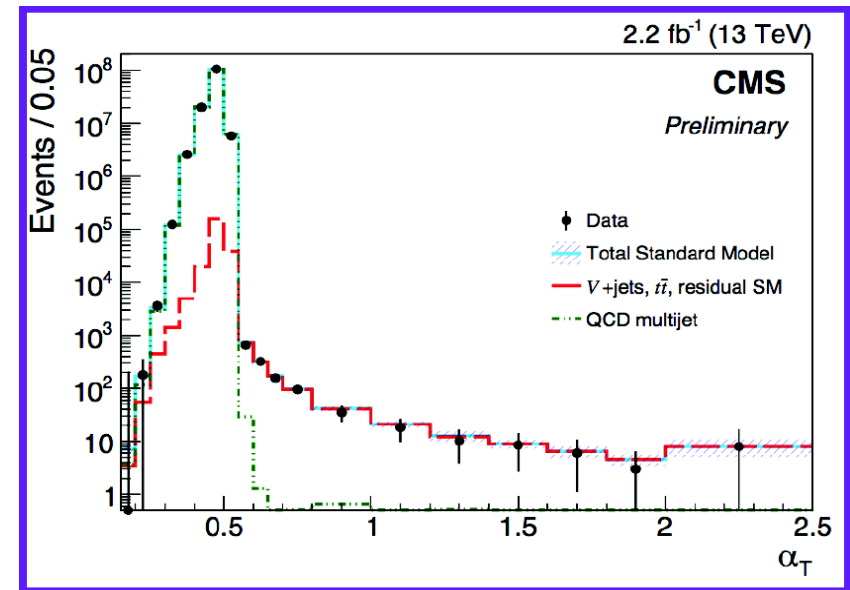 2.2 fb⁻¹ (13 TeV)
Events / 0.05
10⁸
10⁷
10⁶
10⁵
10⁴
10³
10²
10
1
CMS
Preliminary
Data
Total Standard Model
V+jets, tt̄, residual SM
QCD multijet
0.5 1 1.5 2 2.5
α_T